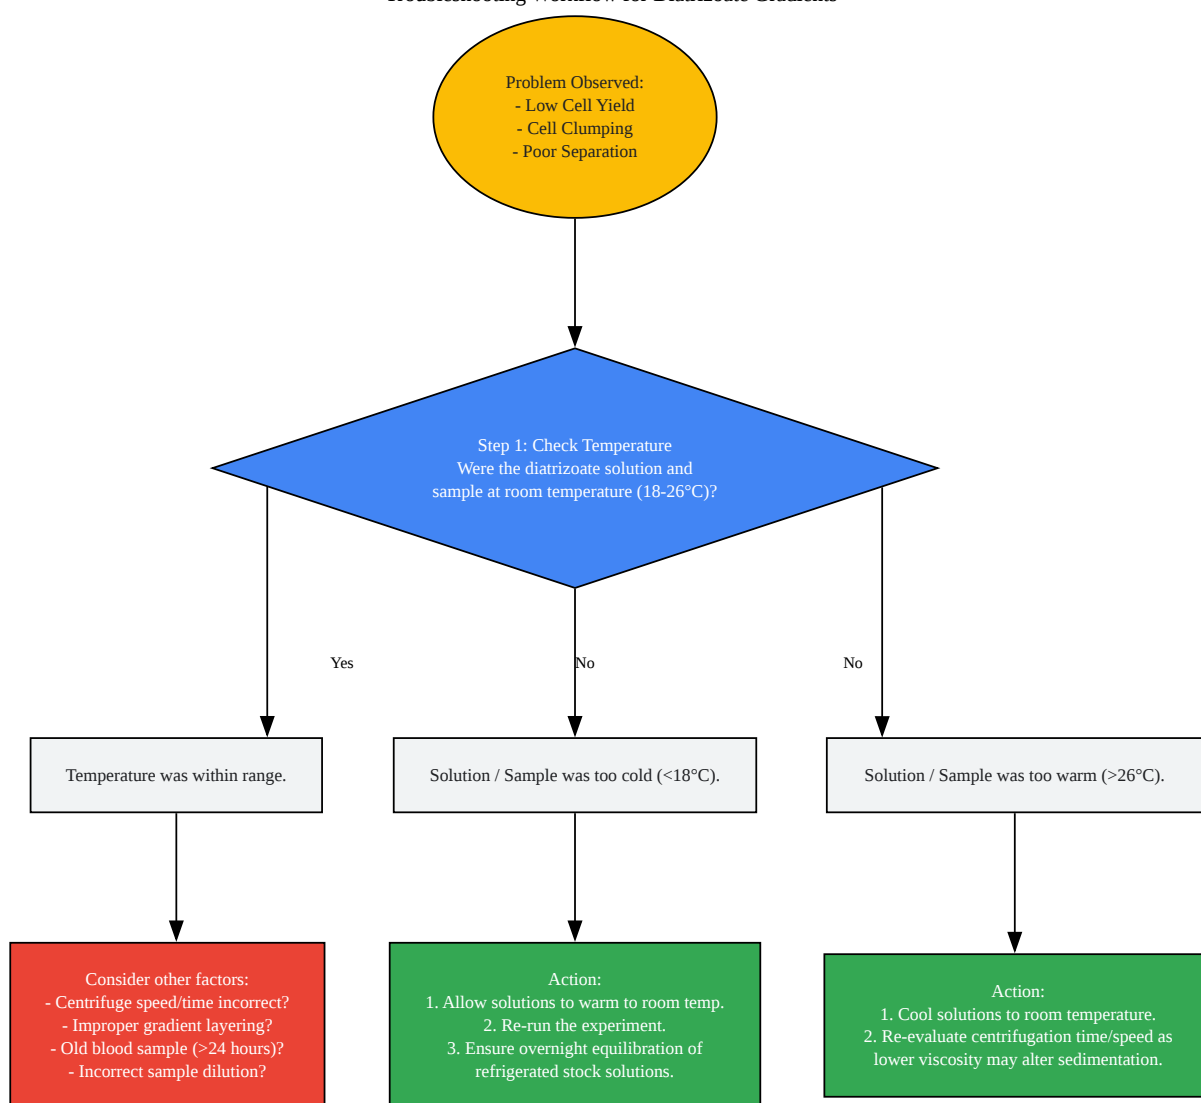 Troubleshooting Workflow for Diatrizoate Gradients
Problem Observed:
- Low Cell Yield
- Cell Clumping
- Poor Separation
Step 1: Check Temperature
Were the diatrizoate solution and
sample at room temperature (18-26°C)?
Yes
No
No
Temperature was within range.
Solution / Sample was too cold (<18°C).
Solution / Sample was too warm (>26°C).
Consider other factors:
- Centrifuge speed/time incorrect?
- Improper gradient layering?
- Old blood sample (>24 hours)?
- Incorrect sample dilution?
Action:
1. Allow solutions to warm to room temp.
2. Re-run the experiment.
3. Ensure overnight equilibration of
refrigerated stock solutions.
Action:
1. Cool solutions to room temperature.
2. Re-evaluate centrifugation time/speed as
lower viscosity may alter sedimentation.